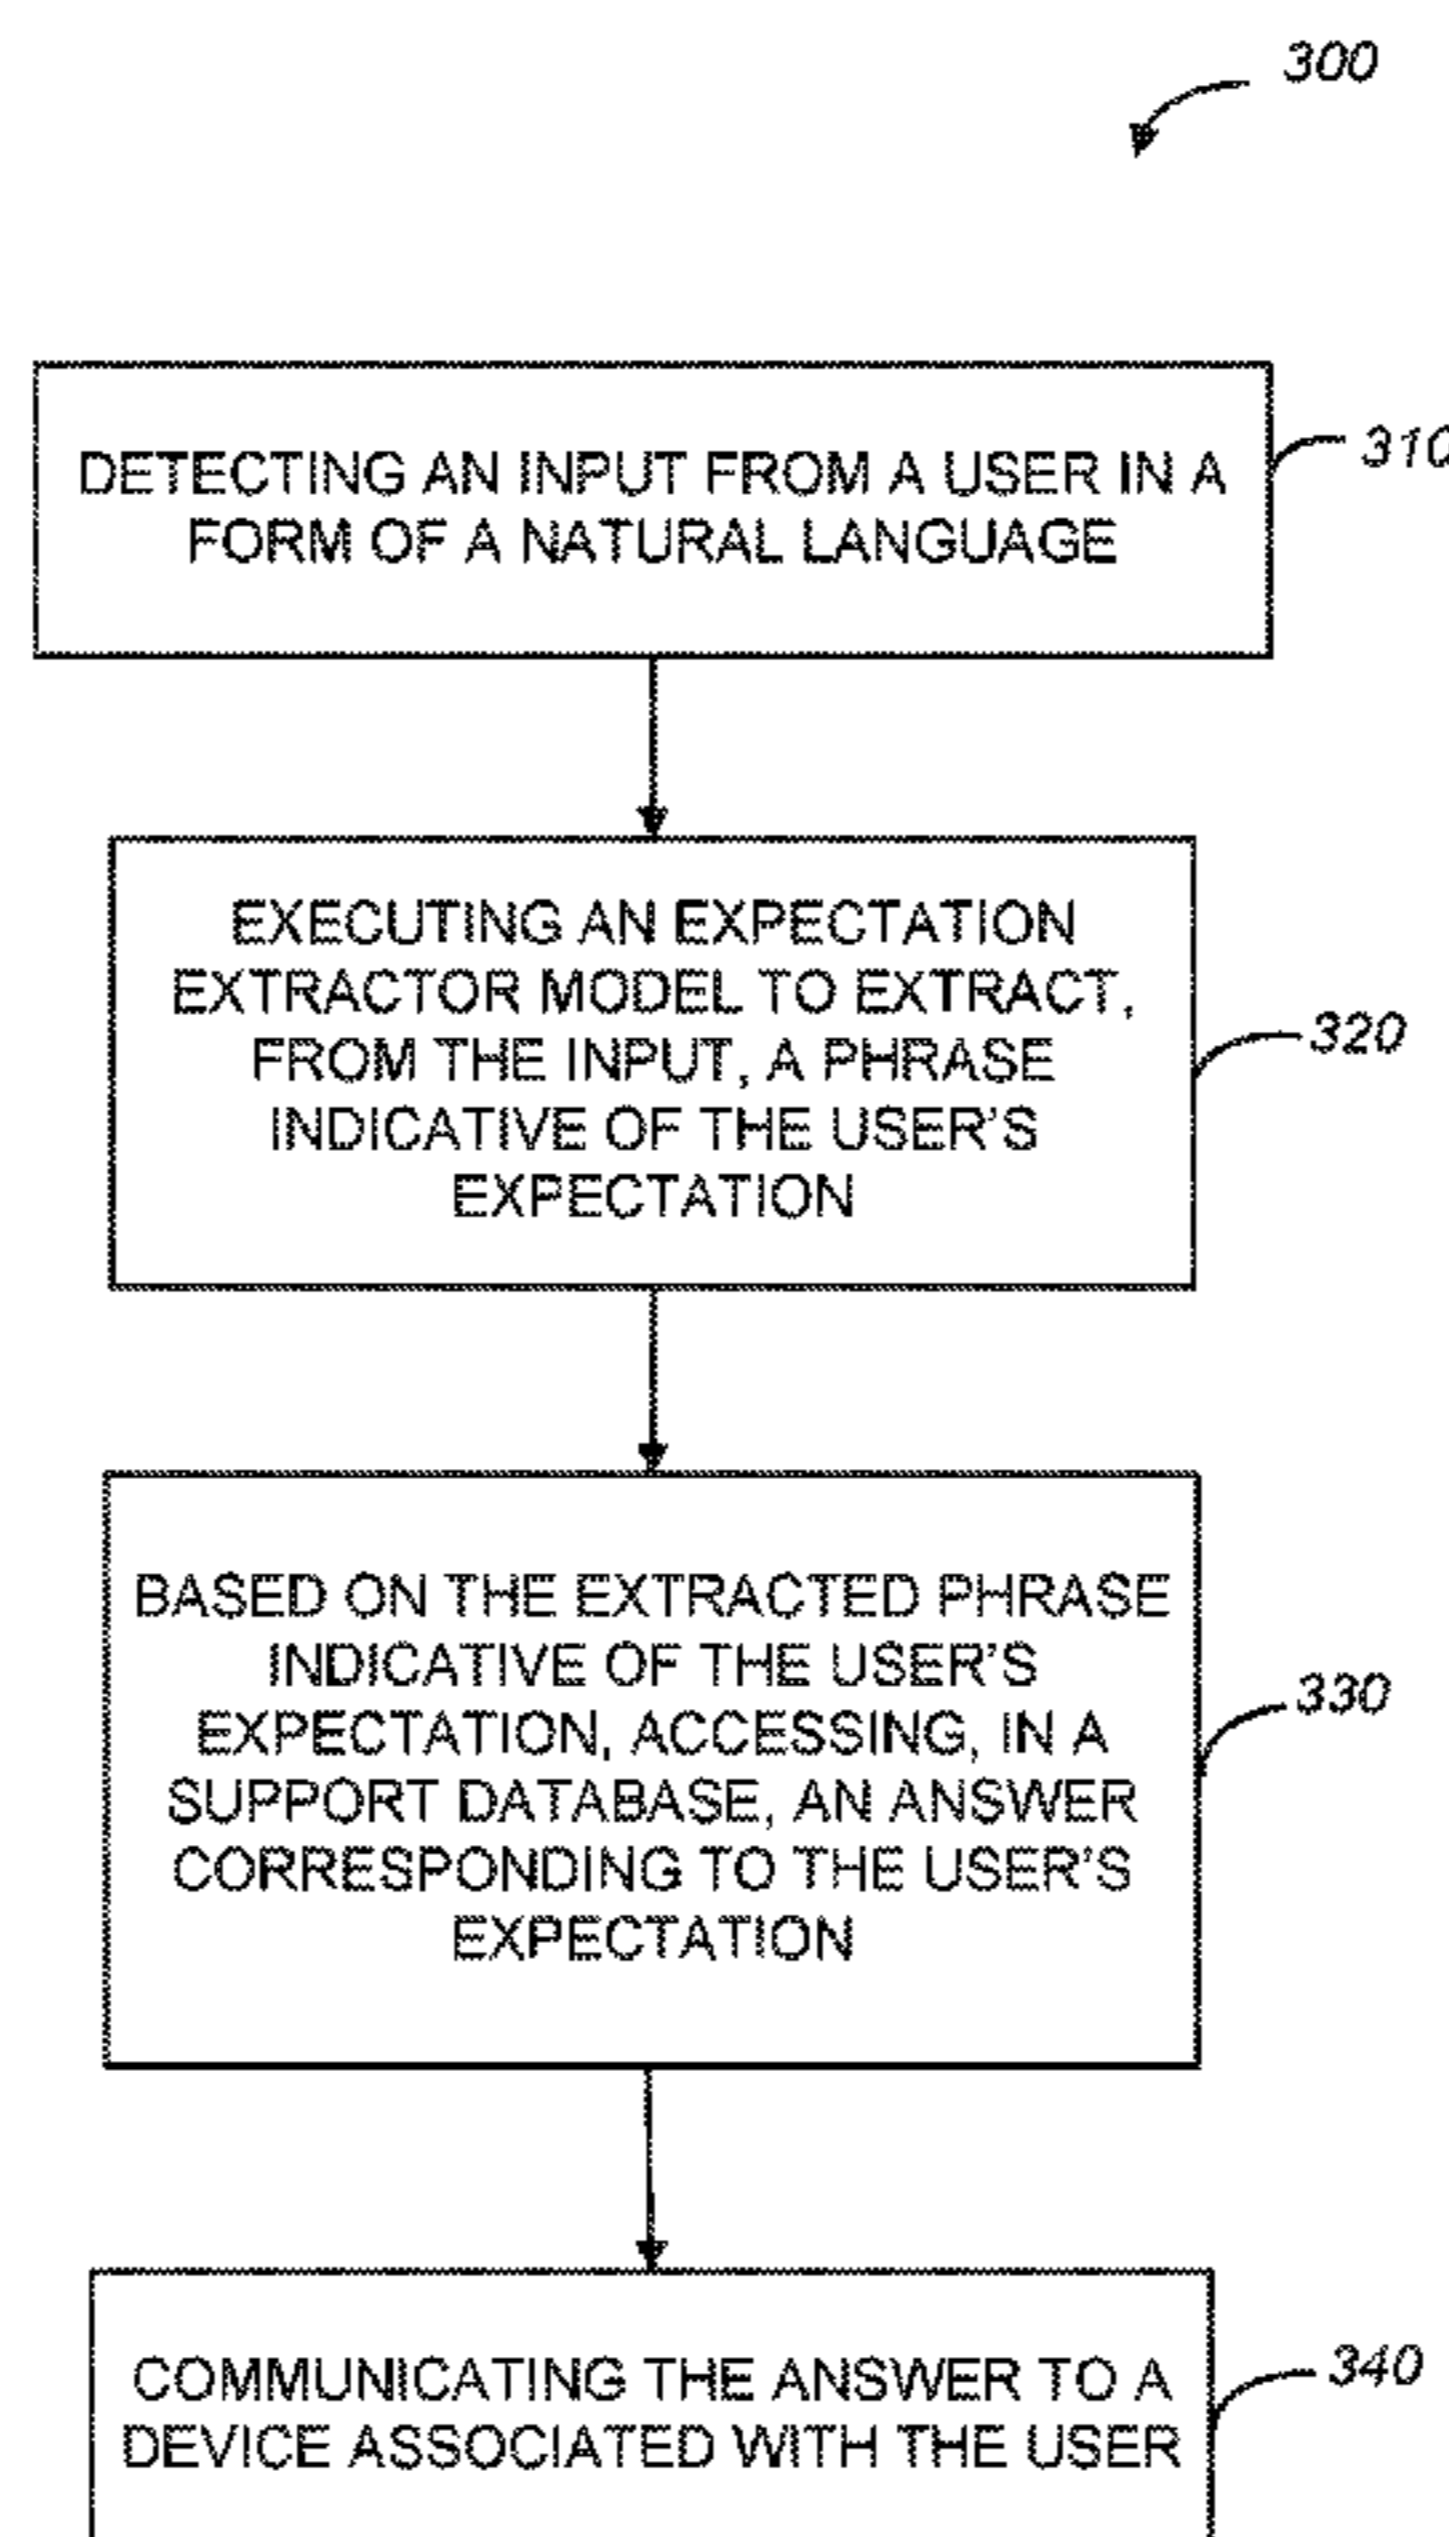 300
DETECTING AN INPUT FROM A USER IN A
FORM OF A NATURAL LANGUAGE
310
EXECUTING AN EXPECTATION
EXTRACTOR MODEL TO EXTRACT,
FROM THE INPUT, A PHRASE
INDICATIVE OF THE USER'S
EXPECTATION
320
BASED ON THE EXTRACTED PHRASE
INDICATIVE OF THE USER'S
EXPECTATION, ACCESSING, IN A
SUPPORT DATABASE, AN ANSWER
CORRESPONDING TO THE USER'S
EXPECTATION
330
COMMUNICATING THE ANSWER TO A
DEVICE ASSOCIATED WITH THE USER
340